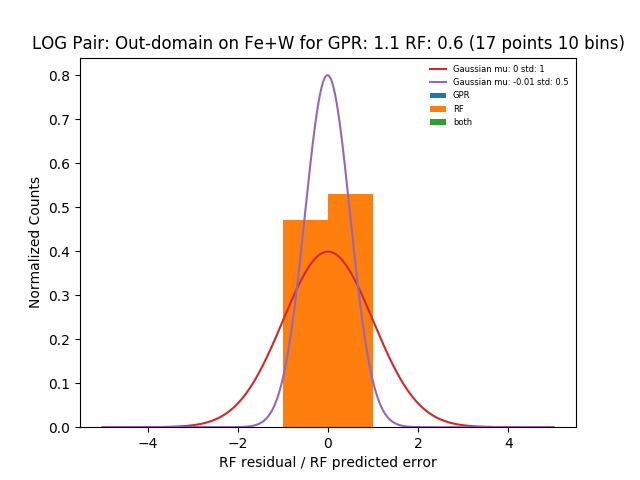 LOG Pair: Out-domain on Fe+W for GPR: 1.1 RF: 0.6 (17 points 10 bins)
Gaussian mu: 0 std: 1
Gaussian mu: -0.01 std: 0.5
GPR
RF
both
0.8
0.7
0.6
0.5
0.4
0.3
0.2
0.1
0.0
Normalized Counts
−4
−2
0
2
4
RF residual / RF predicted error